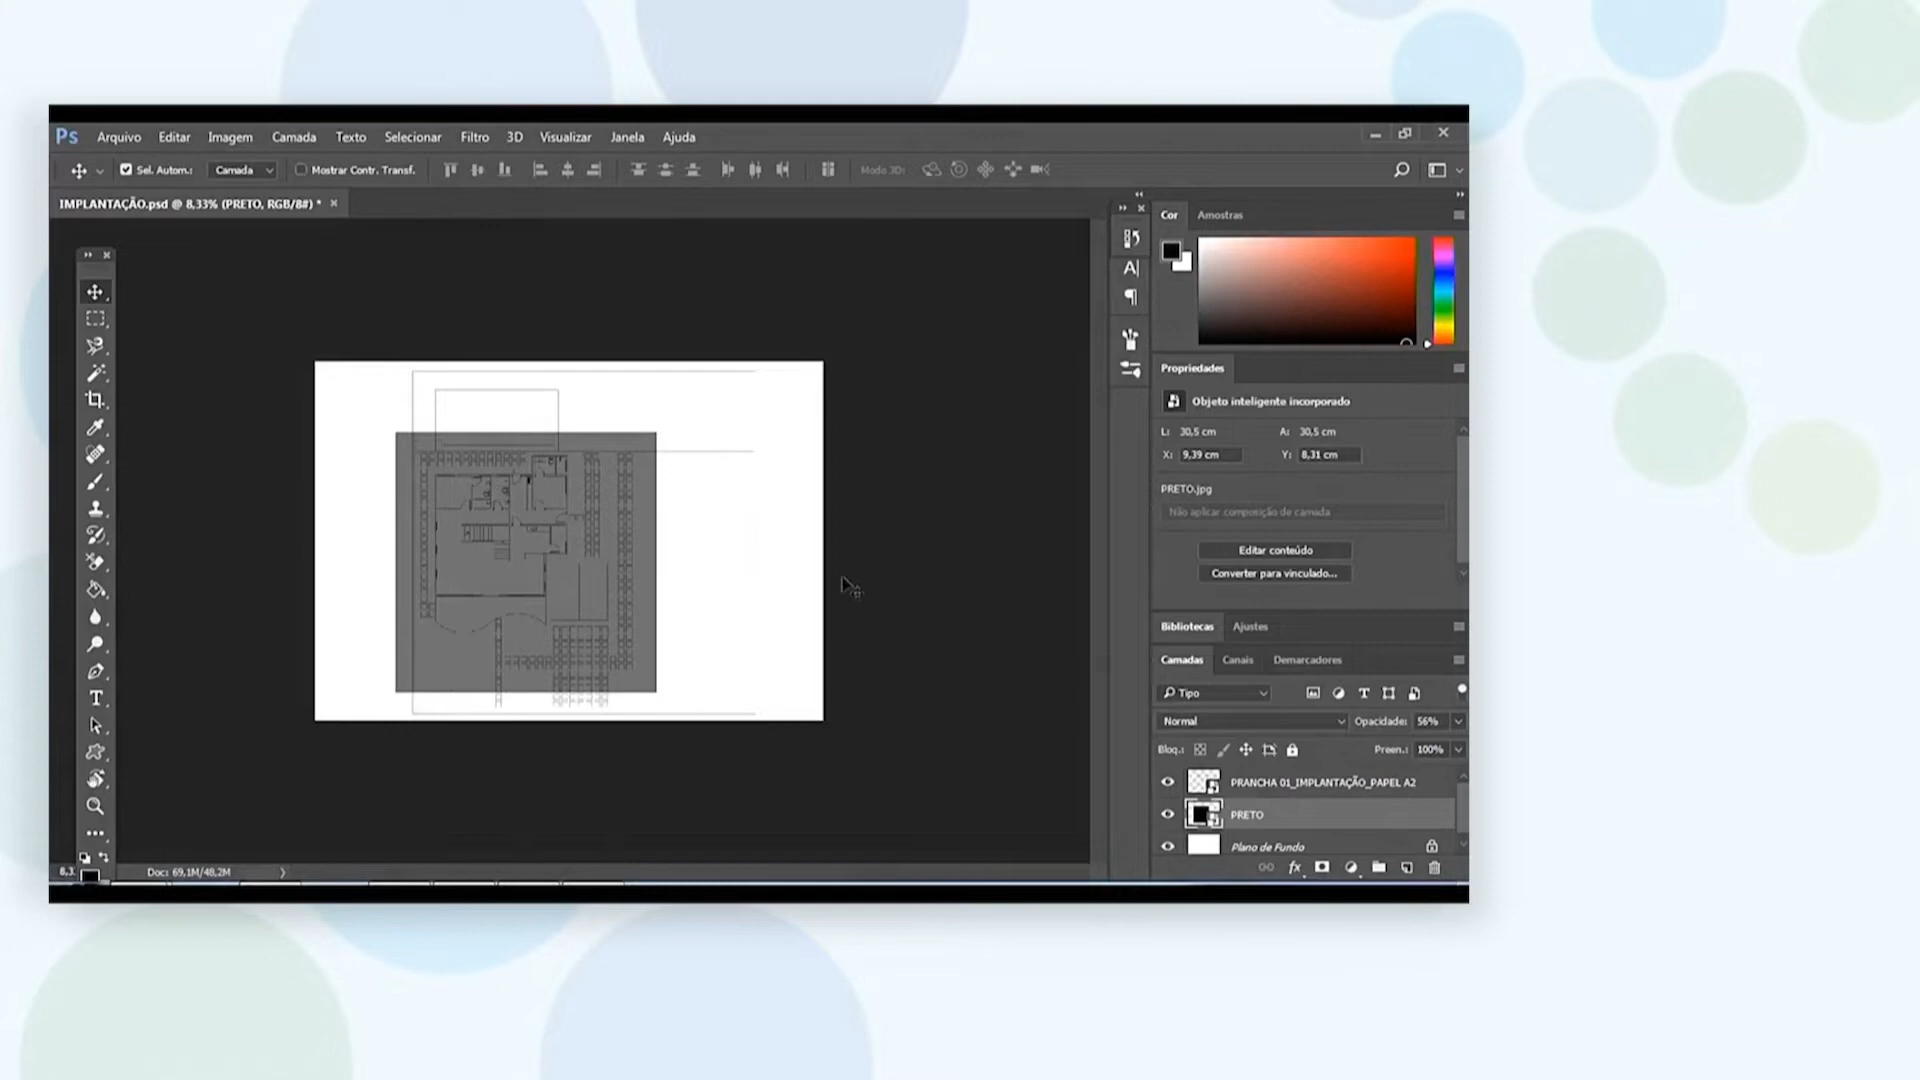 Ps Arquivo Editar Imagem Camada Texto Selecionar Filtro 3D Visualizar Janela Ajuda
Sel. Autom.: Camada Mostrar Contr. Transf. Modo 3D:
IMPLANTAÇÃO.psd @ 8,33% (PRETO, RGB/8#) *
Cor Amostras
Propriedades
Objeto inteligente incorporado
L: 30,5 cm A: 30,5 cm
X: 9,39 cm Y: 8,31 cm
PRETO.jpg
Não aplicar composição de camada
Editar conteúdo
Converter para vinculado...
Bibliotecas Ajustes
Camadas Canais Demarcadores
Tipo
Normal Opacidade: 56%
Bloq.: Preen.: 100%
PRANCHA 01_IMPLANTAÇÃO_PAPEL A2
PRETO
Plano de Fundo
fx
8,3 Doc: 69,1M/48,2M